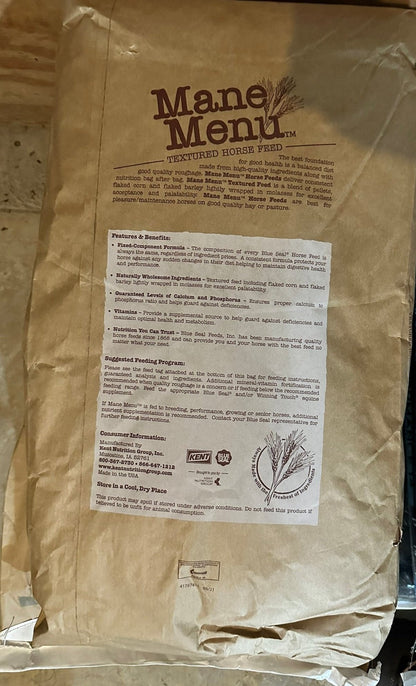 Mane
Menu™
TEXTURED HORSE FEED
The best foundation
for good health is a balanced diet
made from high-quality ingredients along with
good quality roughage. Mane Menu™ Horse Feeds deliver consistent
nutrition bag after bag. Mane Menu™ Textured Feed is a blend of pellets,
flaked corn and flaked barley lightly wrapped in molasses for excellent
acceptance and palatability. Mane Menu™ Horse Feeds are best for
pleasure/maintenance horses on good quality hay or pasture.
Features & Benefits:
• Fixed-Component Formula – The composition of every Blue Seal® Horse Feed is
always the same, regardless of ingredient prices. A consistent formula protects your
horse against any sudden changes in their diet helping to maintain digestive health
and performance.
• Naturally Wholesome Ingredients – Textured feed including flaked corn and flaked
barley lightly wrapped in molasses for excellent palatability.
• Guaranteed Levels of Calcium and Phosphorus – Ensures proper calcium to
phosphorus ratio and helps guard against deficiencies.
• Vitamins – Provide a supplemental source to help guard against deficiencies and
maintain optimal health and metabolism.
• Nutrition You Can Trust – Blue Seal Feeds, Inc. has been manufacturing quality
horse feeds since 1868 and can provide you and your horse with the best feed no
matter what your need.
Suggested Feeding Program:
Please see the feed tag attached at the bottom of this bag for feeding instructions,
guaranteed analysis and ingredients. Additional mineral-vitamin fortification is
recommended when quality roughage is a concern or if feeding below the recommended
feeding range. Feed the appropriate Blue Seal® and/or Winning Touch® equine
supplement.
If Mane Menu™ is fed to breeding, performance, growing or senior horses, additional
nutrient supplementation is recommended. Contact your Blue Seal representative for
further feeding instructions.
Consumer Information:
Manufactured By
Kent Nutrition Group, Inc.
Muscatine, IA 52761
www.kentnutritiongroup.com
Made in the USA
KENT
BLUE SEAL
Store in a Cool, Dry Place
This product may spoil if stored under adverse conditions. Do not feed this product if
believed to be unfit for animal consumption.